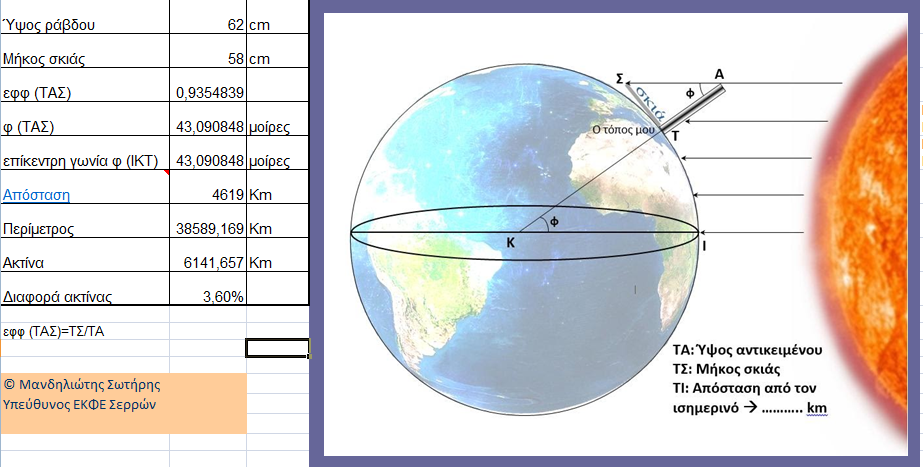 Ύψος ράβδου 62 cm
Μήκος σκιάς 58 cm
εφφ (ΤΑΣ) 0,9354839
φ (ΤΑΣ) 43,090848 μοίρες
επίκεντρη γωνία φ (ΙΚΤ) 43,090848 μοίρες
Απόσταση 4619 Km
Περίμετρος 38589,169 Km
Ακτίνα 6141,657 Km
Διαφορά ακτίνας 3,60%
εφφ (ΤΑΣ)=ΤΣ/ΤΑ
© Μανδηλιώτης Σωτήρης
Υπεύθυνος ΕΚΦΕ Σερρών
Σ
Α
φ
σκιά
Ο τόπος μου
Τ
φ
Κ
Ι
ΤΑ: Ύψος αντικειμένου
ΤΣ: Μήκος σκιάς
ΤΙ: Απόσταση από τον
ισημερινό → ……….. km